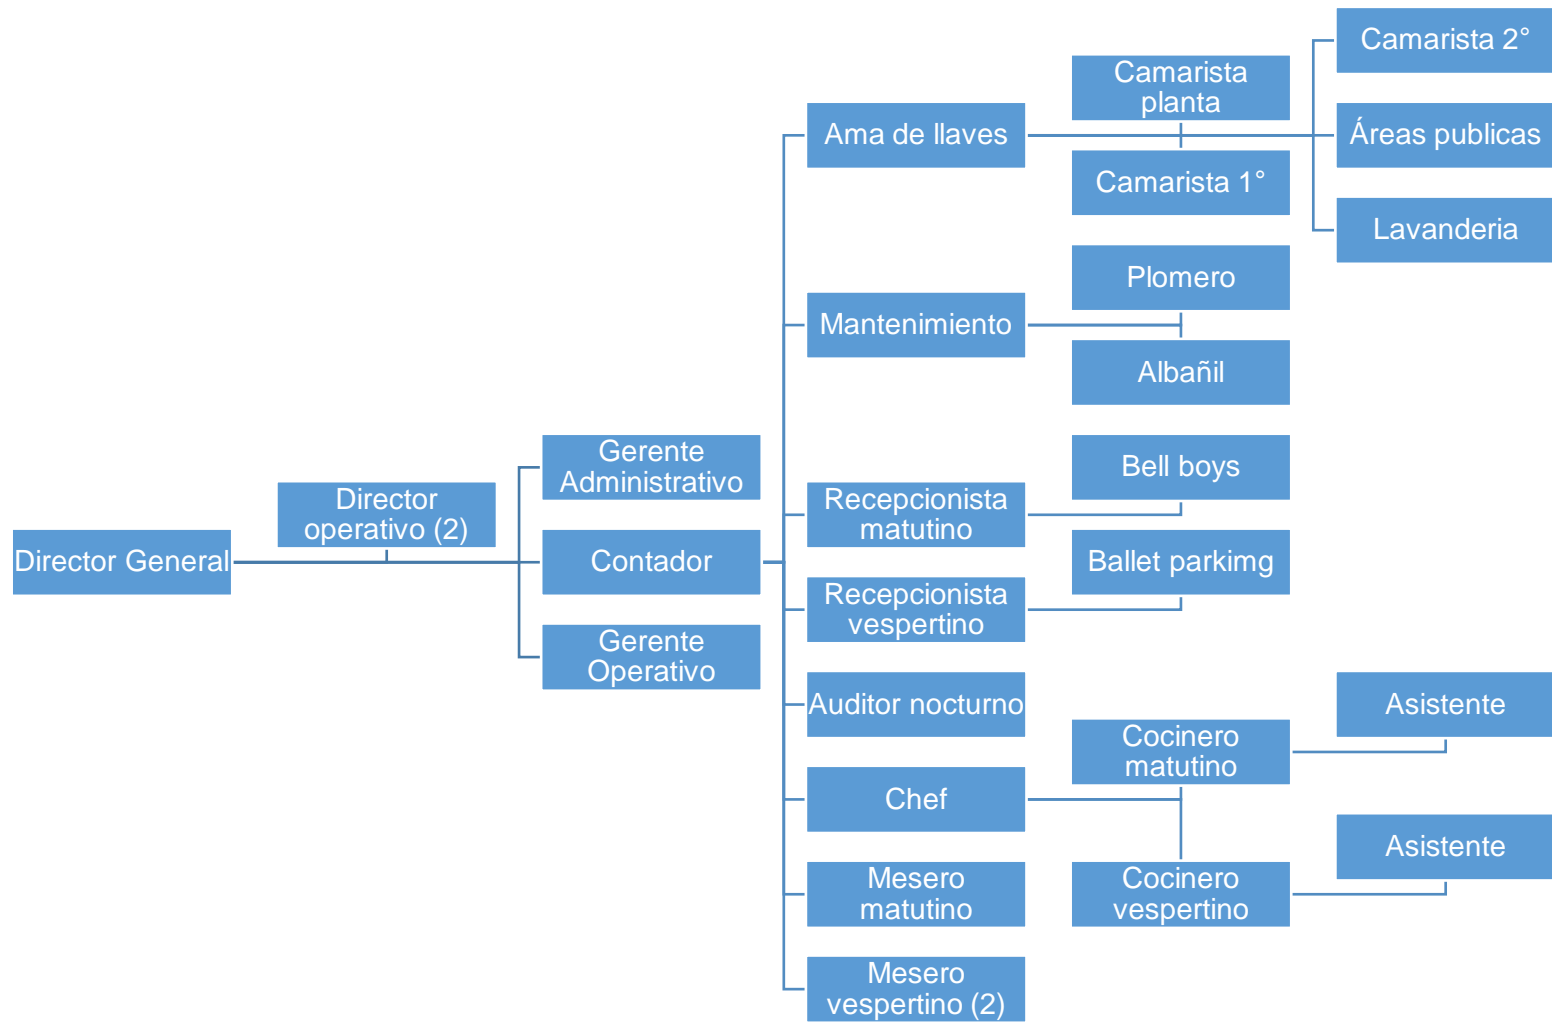 Director General
Director
operativo (2)
Gerente
Administrativo
Contador
Gerente
Operativo
Ama de llaves
Camarista
planta
Camarista 1°
Camarista 2°
Áreas publicas
Lavanderia
Mantenimiento
Plomero
Albañil
Recepcionista
matutino
Bell boys
Recepcionista
vespertino
Ballet parkimg
Auditor nocturno
Chef
Cocinero
matutino
Asistente
Cocinero
vespertino
Asistente
Mesero
matutino
Mesero
vespertino (2)